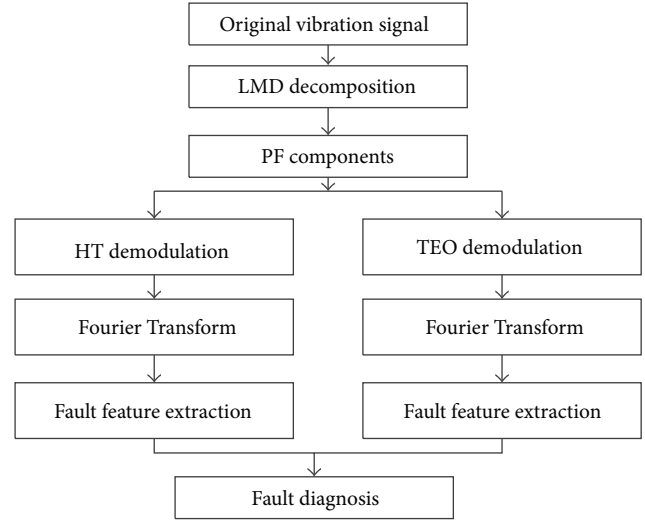 Original vibration signal
LMD decomposition
PF components
HT demodulation
TEO demodulation
Fourier Transform
Fourier Transform
Fault feature extraction
Fault feature extraction
Fault diagnosis